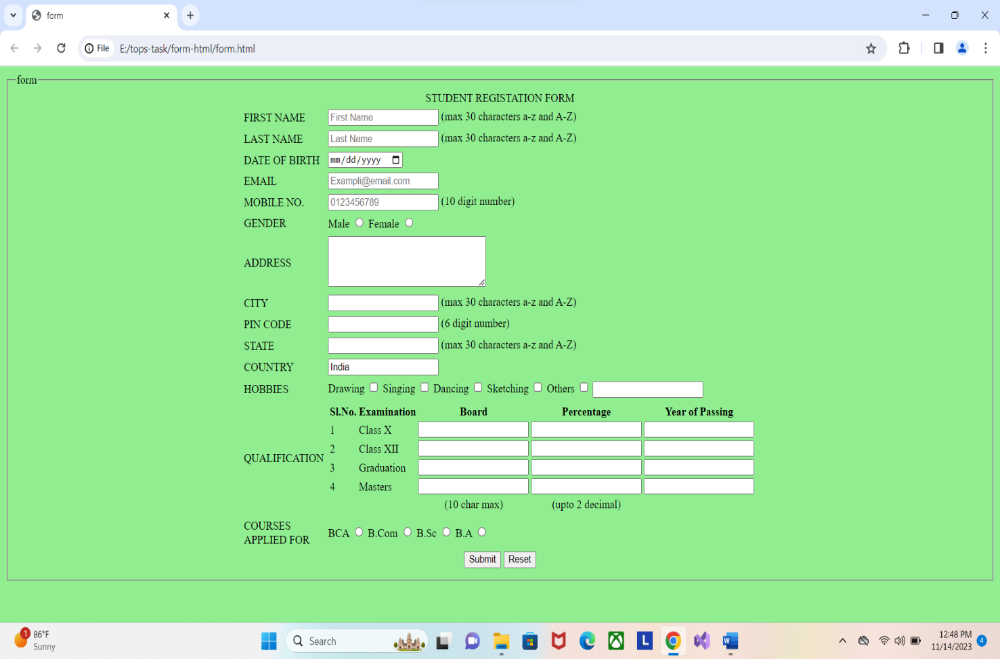 form
File E:/tops-task/form-html/form.html
form
STUDENT REGISTATION FORM
FIRST NAME First Name (max 30 characters a-z and A-Z)
LAST NAME Last Name (max 30 characters a-z and A-Z)
DATE OF BIRTH mm/dd/yyyy
EMAIL Exampli@email.com
MOBILE NO. 0123456789 (10 digit number)
GENDER Male Female
ADDRESS
CITY (max 30 characters a-z and A-Z)
PIN CODE (6 digit number)
STATE (max 30 characters a-z and A-Z)
COUNTRY India
HOBBIES Drawing Singing Dancing Sketching Others
Sl.No. Examination Board Percentage Year of Passing
1 Class X
2 Class XII
QUALIFICATION
3 Graduation
4 Masters
(10 char max) (upto 2 decimal)
COURSES
APPLIED FOR BCA B.Com B.Sc B.A
Submit Reset
1 86°F
Sunny
Search
L
W
12:48 PM
11/14/2023
4